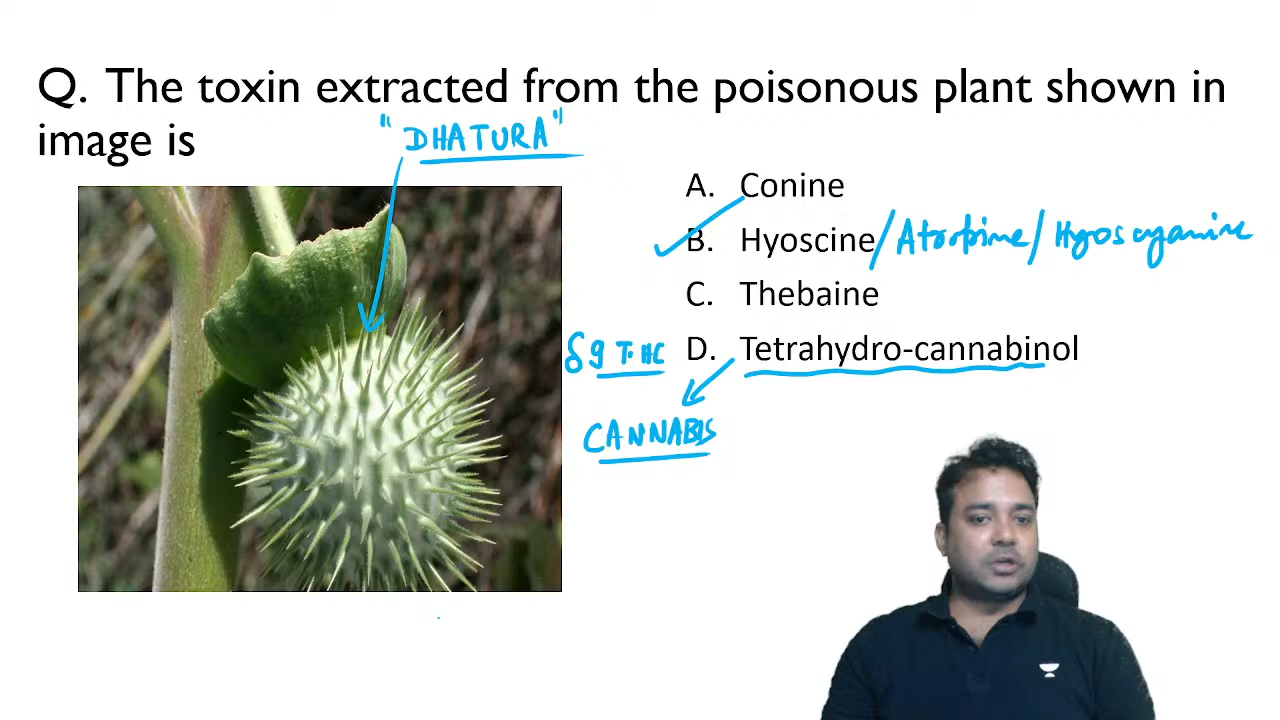 Q. The toxin extracted from the poisonous plant shown in
image is
"DHATURA"
A. Conine
B. Hyoscine/Atropine/Hyoscyamine
C. Thebaine
δ9 T.HC D. Tetrahydro-cannabinol
CANNABIS